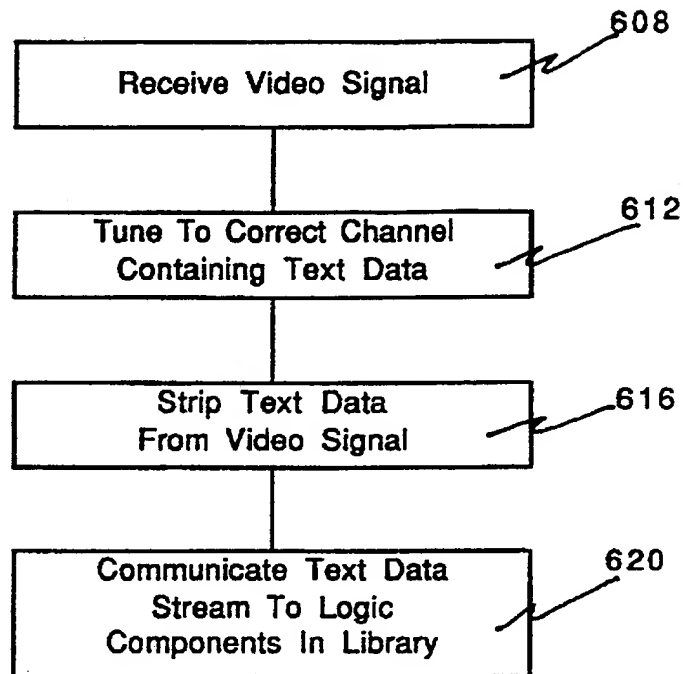 608
Receive Video Signal
612
Tune To Correct Channel
Containing Text Data
616
Strip Text Data
From Video Signal
620
Communicate Text Data
Stream To Logic
Components In Library